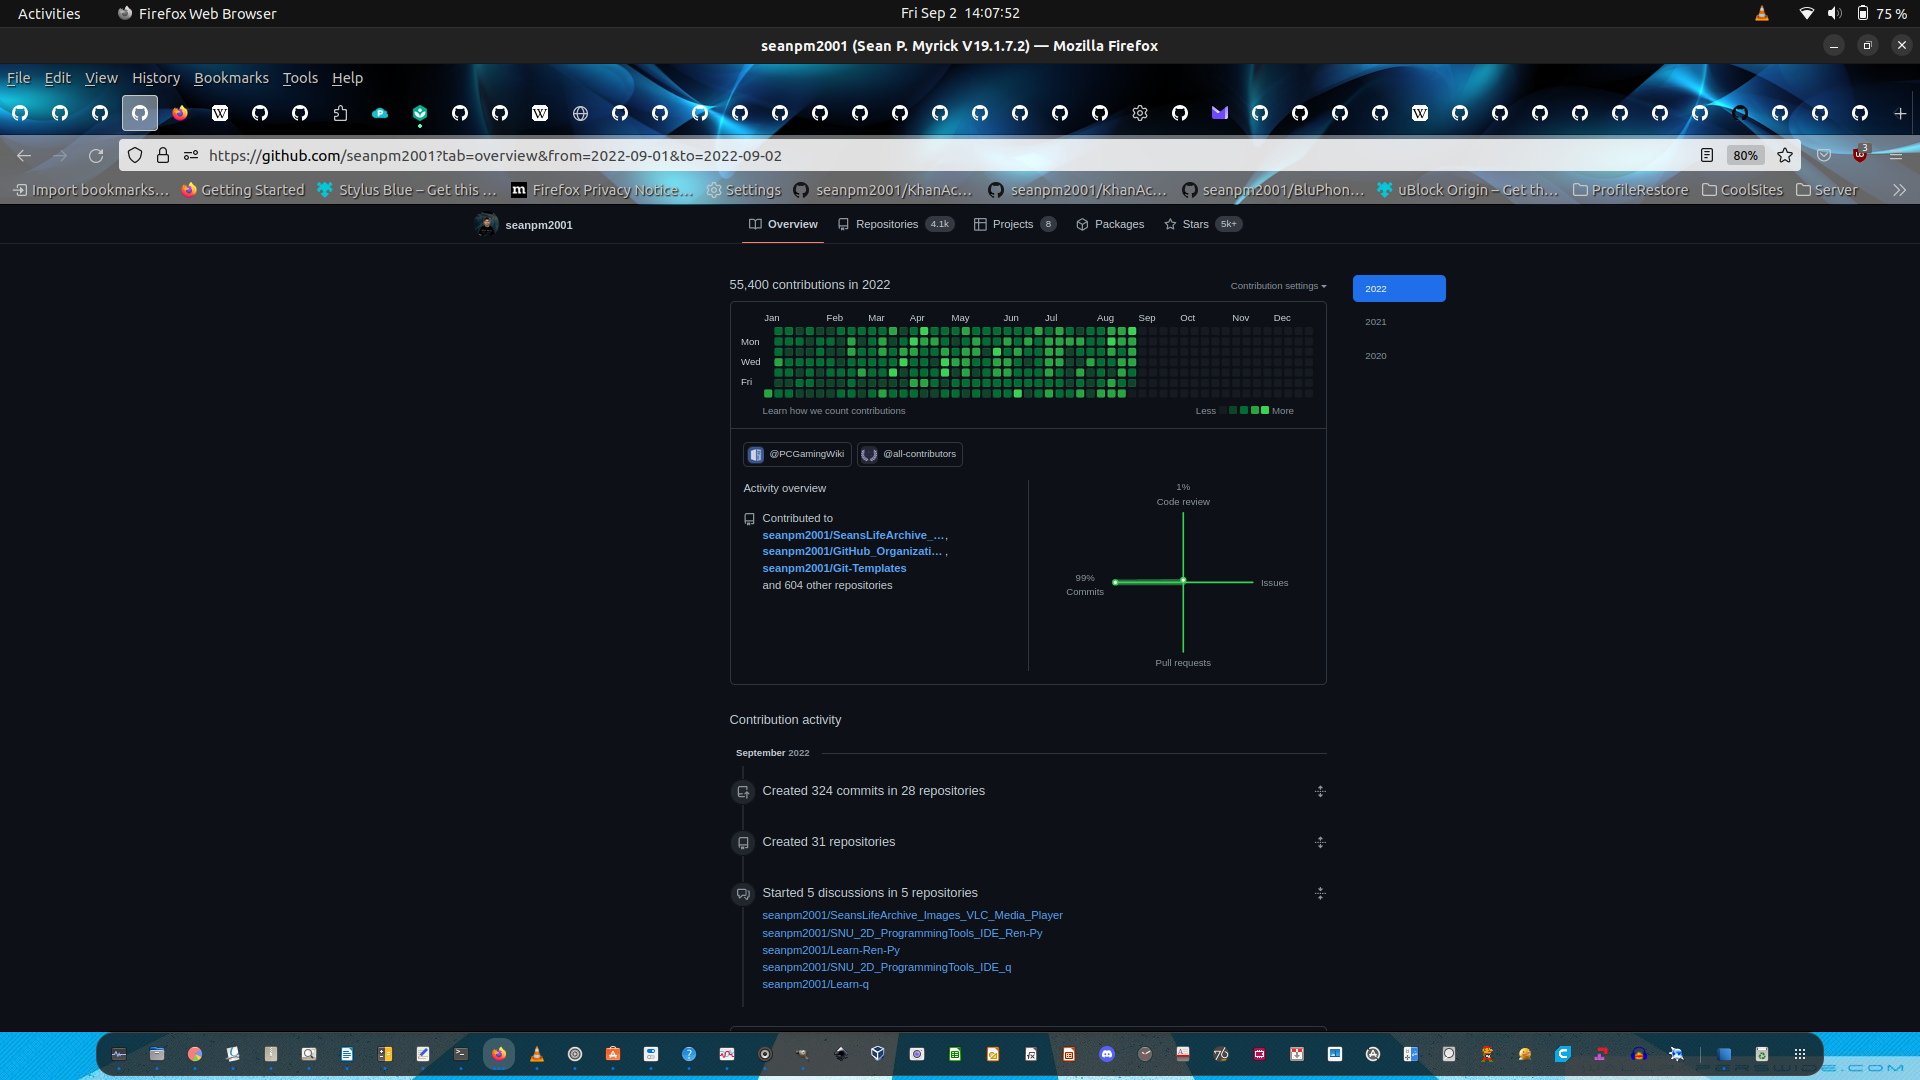 Activities
Firefox Web Browser
Fri Sep 2 14:07:52
75 %
seanpm2001 (Sean P. Myrick V19.1.7.2) — Mozilla Firefox
File Edit View History Bookmarks Tools Help
https://github.com/seanpm2001?tab=overview&from=2022-09-01&to=2022-09-02
80%
3
Import bookmarks…
Getting Started
Stylus Blue – Get this …
Firefox Privacy Notice…
Settings
seanpm2001/KhanAc…
seanpm2001/KhanAc…
seanpm2001/BluPhon…
uBlock Origin – Get th…
ProfileRestore
CoolSites
Server
seanpm2001
Overview
Repositories 4.1k
Projects 8
Packages
Stars 5k+
55,400 contributions in 2022
Contribution settings
2022
2021
2020
Jan Feb Mar Apr May Jun Jul Aug Sep Oct Nov Dec
Mon
Wed
Fri
Learn how we count contributions
Less More
@PCGamingWiki
@all-contributors
Activity overview
Contributed to
seanpm2001/SeansLifeArchive_… ,
seanpm2001/GitHub_Organizati… ,
seanpm2001/Git-Templates
and 604 other repositories
1%
Code review
99%
Commits
Issues
Pull requests
Contribution activity
September 2022
Created 324 commits in 28 repositories
Created 31 repositories
Started 5 discussions in 5 repositories
seanpm2001/SeansLifeArchive_Images_VLC_Media_Player
seanpm2001/SNU_2D_ProgrammingTools_IDE_Ren-Py
seanpm2001/Learn-Ren-Py
seanpm2001/SNU_2D_ProgrammingTools_IDE_q
seanpm2001/Learn-q